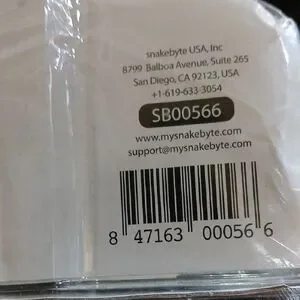 snakebyte USA, Inc
8799 Balboa Avenue, Suite 265
San Diego, CA 92123, USA
+1-619-633-3054
SB00566
www.mysnakebyte.com
support@mysnakebyte.com
8 47163 00056 6